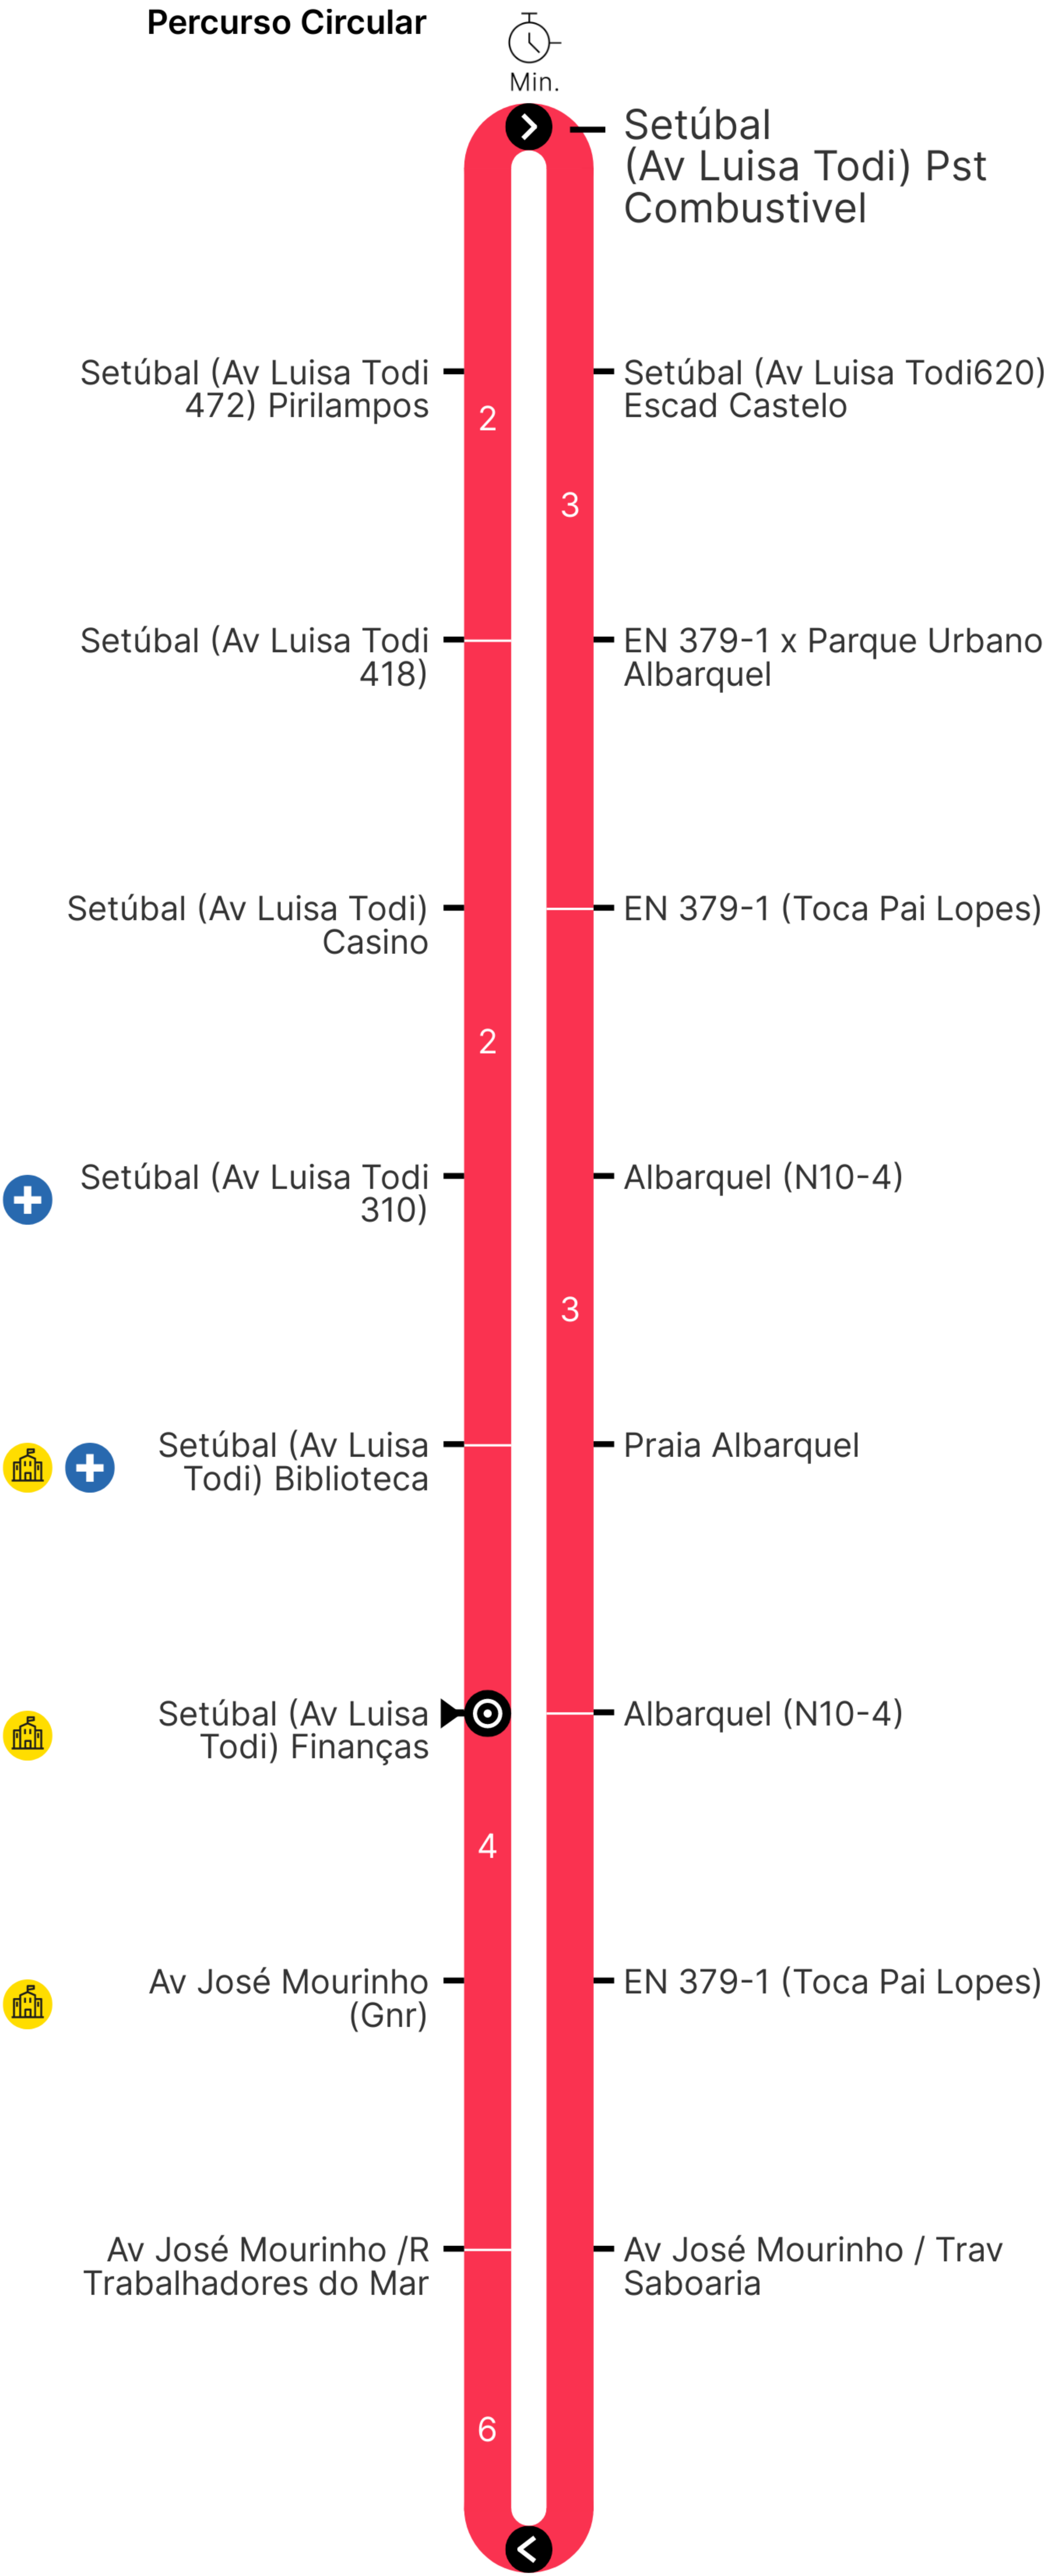 Percurso Circular
Min.
Setúbal
(Av Luisa Todi) Pst
Combustivel
Setúbal (Av Luisa Todi
472) Pirilampos
2
Setúbal (Av Luisa Todi620)
Escad Castelo
3
Setúbal (Av Luisa Todi
418)
EN 379-1 x Parque Urbano
Albarquel
Setúbal (Av Luisa Todi)
Casino
EN 379-1 (Toca Pai Lopes)
2
Setúbal (Av Luisa Todi
310)
Albarquel (N10-4)
3
Setúbal (Av Luisa
Todi) Biblioteca
Praia Albarquel
Setúbal (Av Luisa
Todi) Finanças
Albarquel (N10-4)
4
Av José Mourinho
(Gnr)
EN 379-1 (Toca Pai Lopes)
Av José Mourinho /R
Trabalhadores do Mar
Av José Mourinho / Trav
Saboaria
6